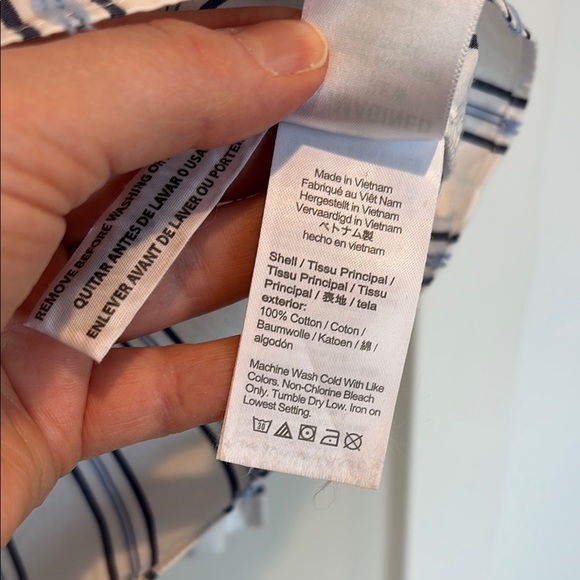 REMOVE BEFORE WASHING OR
QUITAR ANTES DE LAVAR O USA
ENLEVER AVANT DE LAVER OU PORTER
Made in Vietnam
Fabriqué au Viêt Nam
Hergestellt in Vietnam
Vervaardigd in Vietnam
ベトナム製
hecho en vietnam
Shell / Tissu Principal /
Tissu Principal / Tissu
Principal / 表地 / tela
exterior:
100% Cotton / Coton /
Baumwolle / Katoen / 綿 /
algodón
Machine Wash Cold With Like
Colors. Non-Chlorine Bleach
Only. Tumble Dry Low. Iron on
Lowest Setting.
30